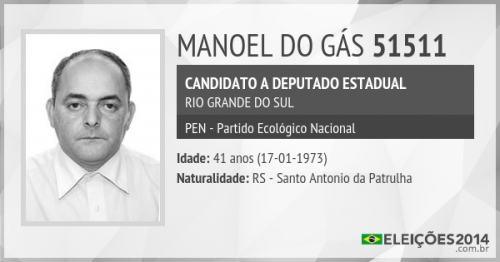 MANOEL DO GÁS 51511
CANDIDATO A DEPUTADO ESTADUAL
RIO GRANDE DO SUL
PEN - Partido Ecológico Nacional
Idade: 41 anos (17-01-1973)
Naturalidade: RS - Santo Antonio da Patrulha
ELEIÇÕES2014
.com.br